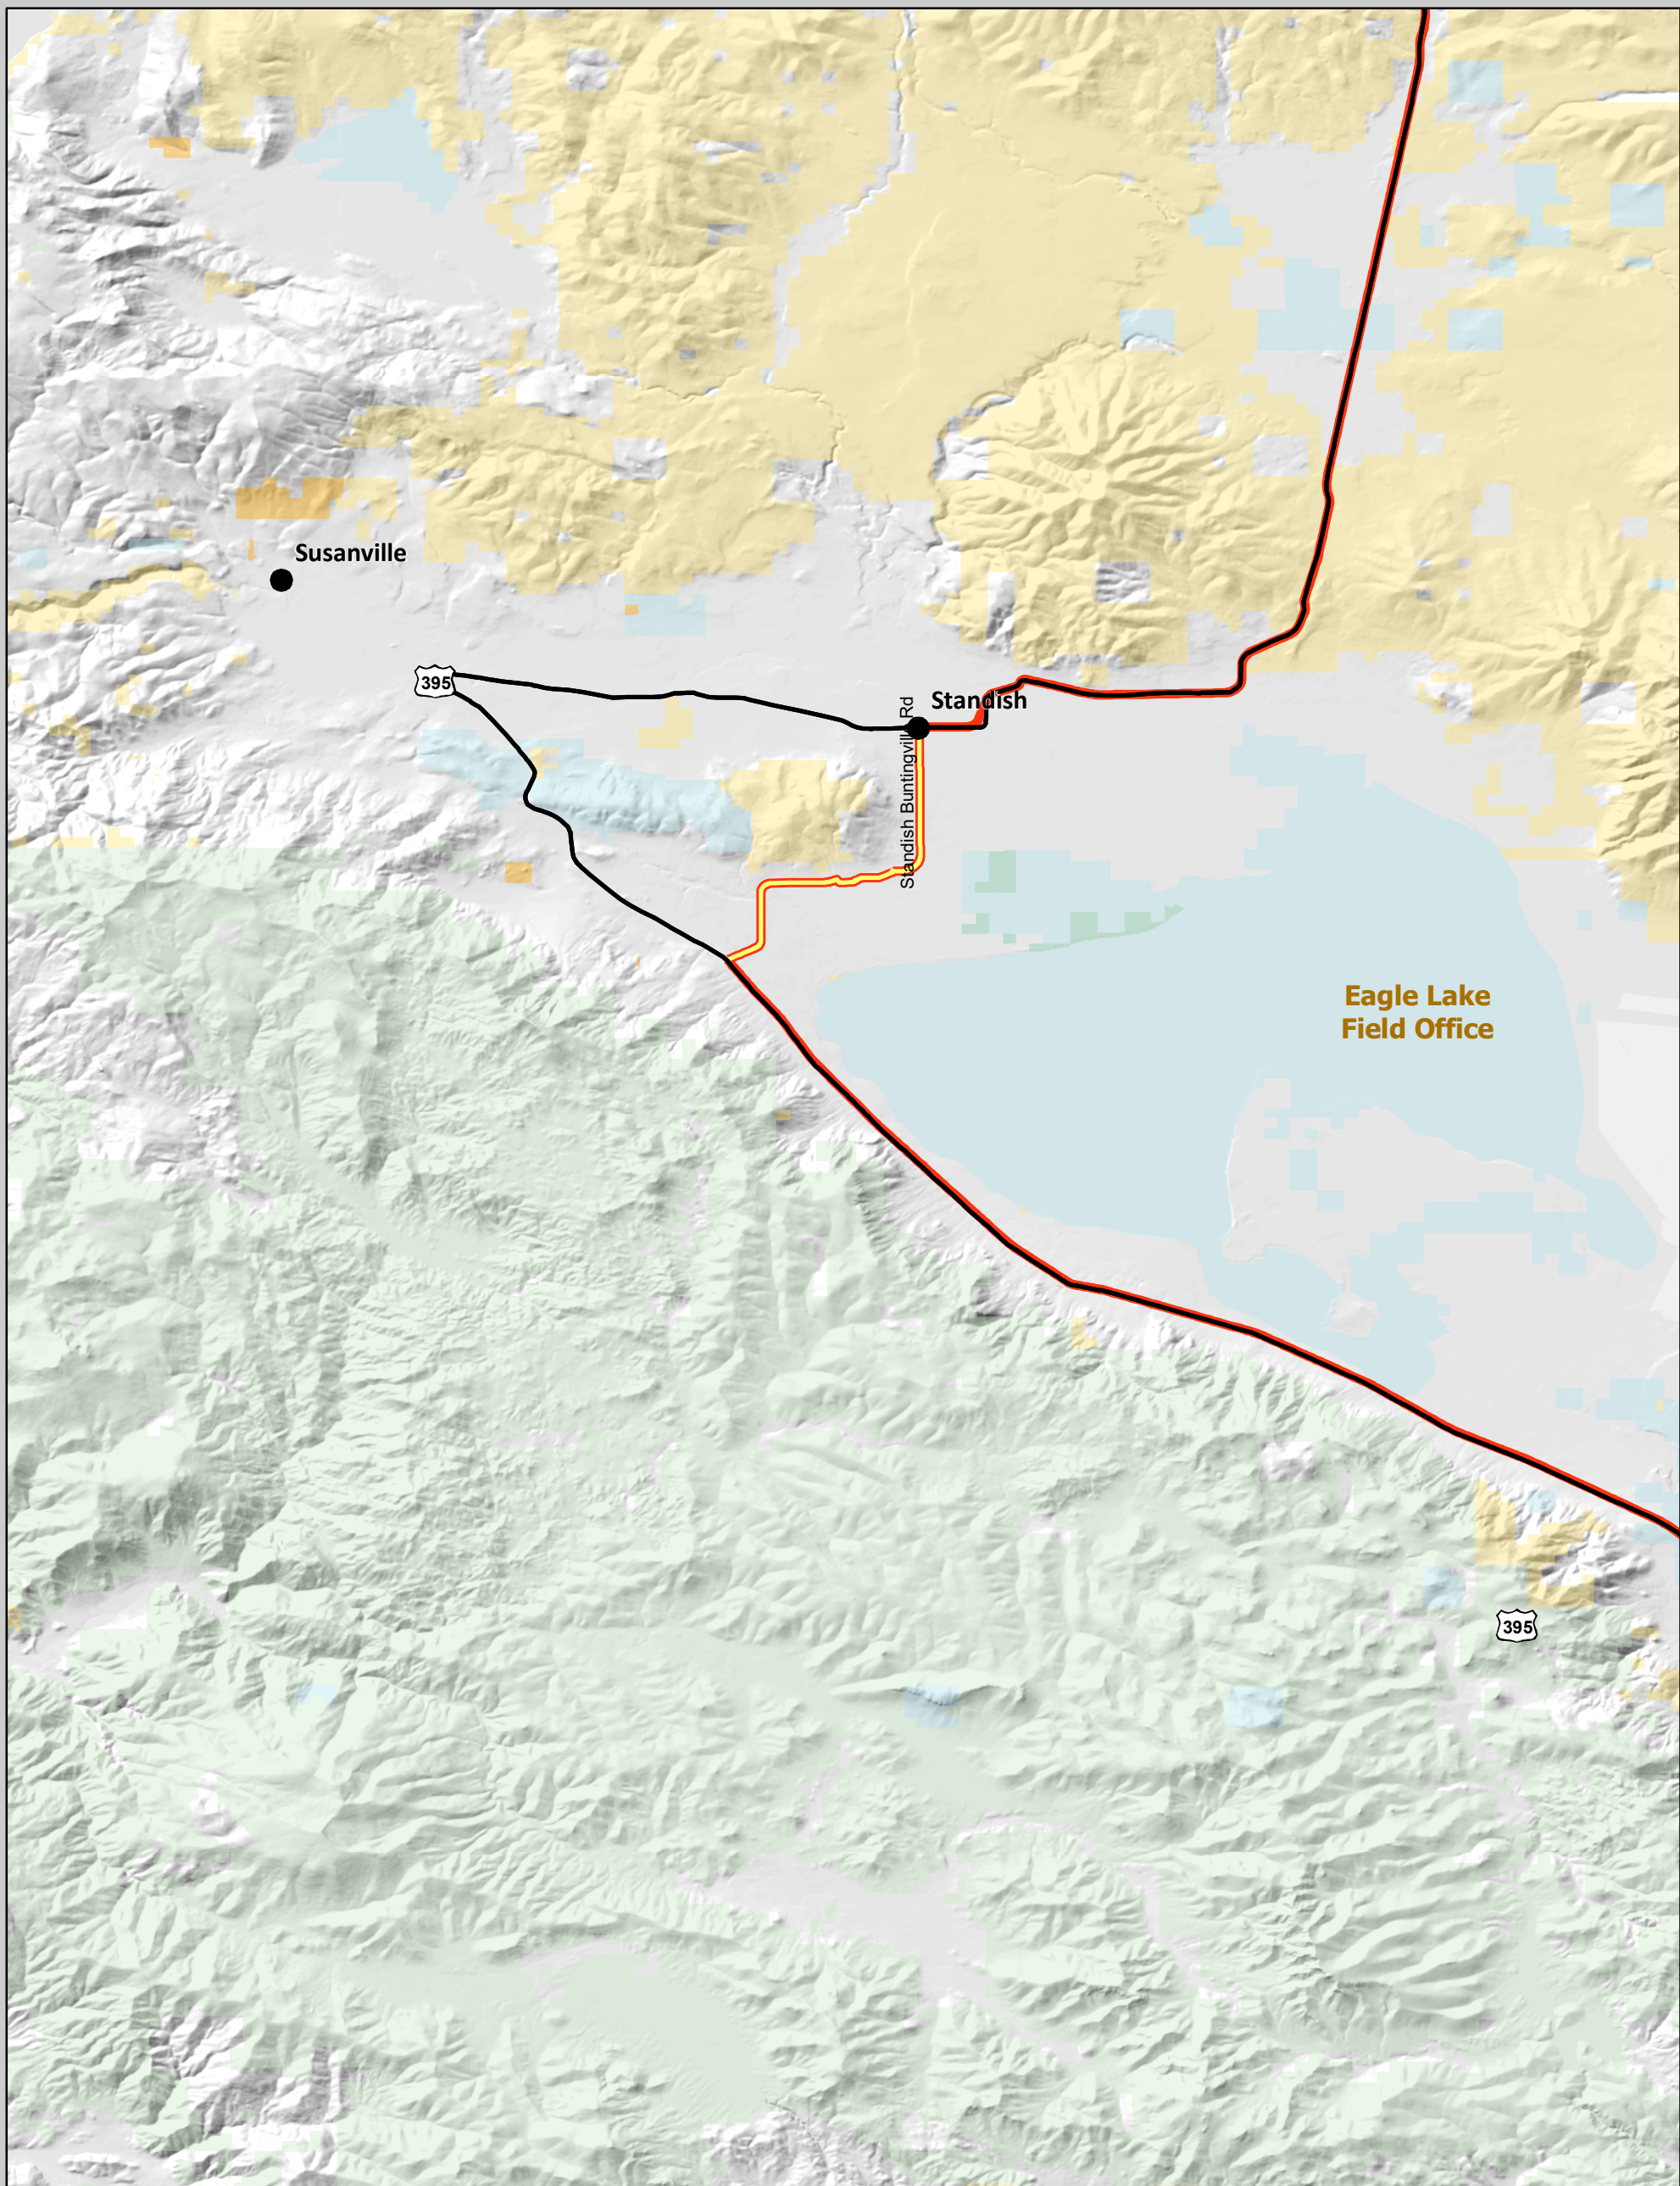 Susanville
395
Standish
Standish Buntingville Rd
Eagle Lake
Field Office
395